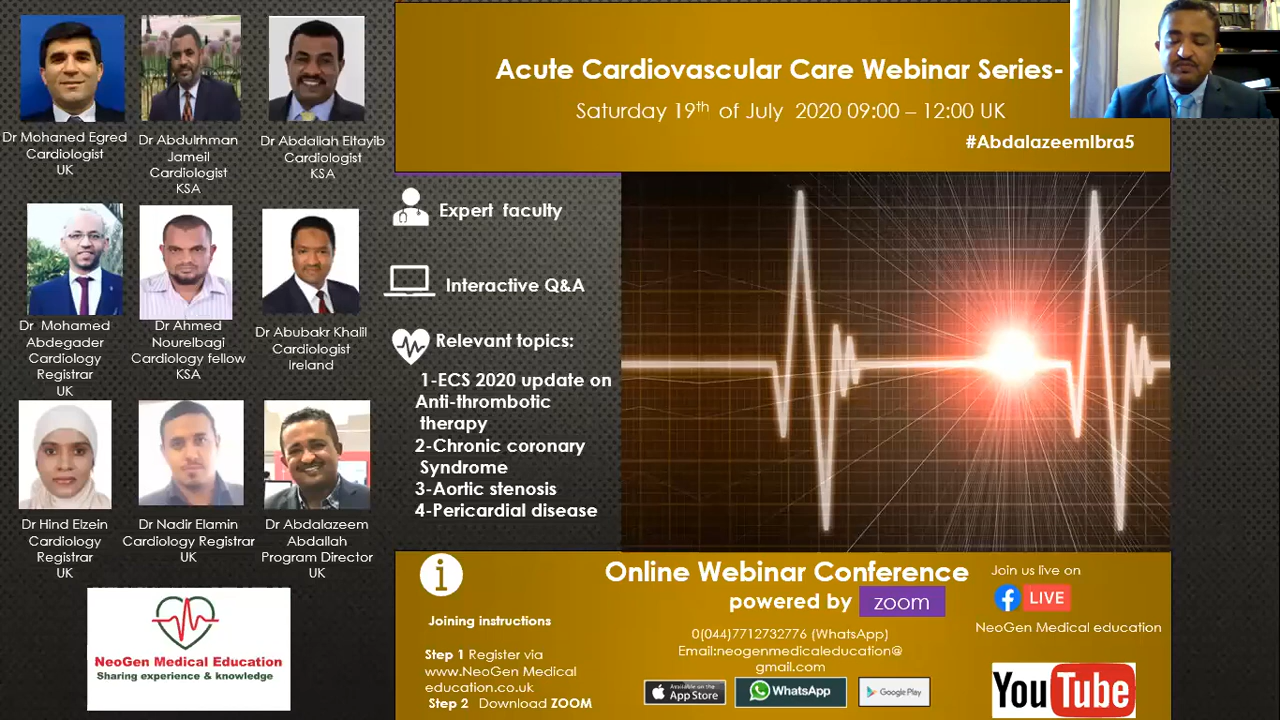 Acute Cardiovascular Care Webinar Series-
Saturday 19th of July 2020 09:00 – 12:00 UK
#AbdalazeemIbra5
Dr Mohaned Egred
Cardiologist
UK
Dr Abdulrhman
Jameil
Cardiologist
KSA
Dr Abdallah Eltayib
Cardiologist
KSA
Dr Mohamed
Abdegader
Cardiology
Registrar
UK
Dr Ahmed
Nourelbagi
Cardiology fellow
KSA
Dr Abubakr Khalil
Cardiologist
Ireland
Dr Hind Elzein
Cardiology
Registrar
UK
Dr Nadir Elamin
Cardiology Registrar
UK
Dr Abdalazeem
Abdallah
Program Director
UK
NeoGen Medical Education
Sharing experience & knowledge
Expert faculty
Interactive Q&A
Relevant topics:
1-ECS 2020 update on
Anti-thrombotic
therapy
2-Chronic coronary
Syndrome
3-Aortic stenosis
4-Pericardial disease
i
Joining instructions
Step 1 Register via
www.NeoGen Medical
education.co.uk
Step 2 Download ZOOM
Online Webinar Conference
powered by zoom
0(044)7712732776 (WhatsApp)
Email:neogenmedicaleducation@
gmail.com
Available on the
App Store
WhatsApp
Google Play
Join us live on
f LIVE
NeoGen Medical education
YouTube